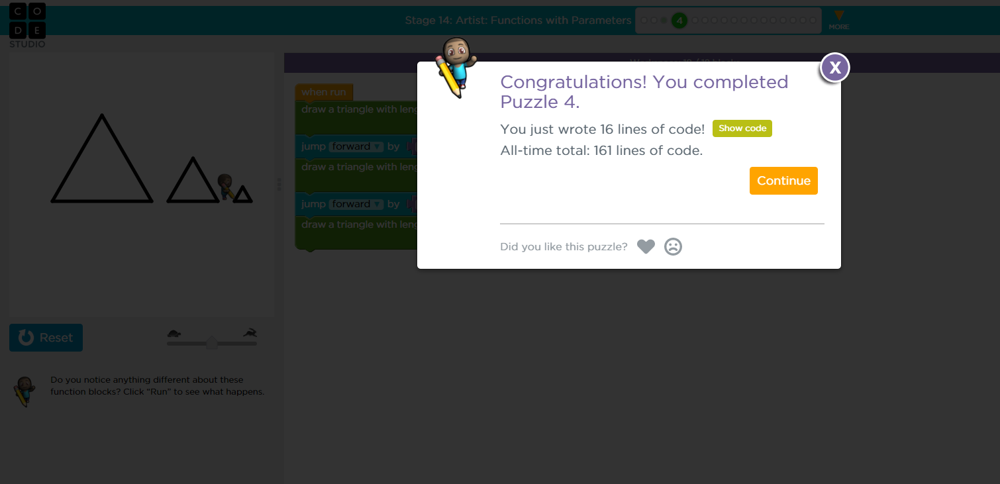 C O
D E
STUDIO
Stage 14: Artist: Functions with Parameters
4
MORE
X
Congratulations! You completed
Puzzle 4.
You just wrote 16 lines of code! Show code
All-time total: 161 lines of code.
Continue
Did you like this puzzle?
when run
draw a triangle with leng
jump forward ▼ by
draw a triangle with leng
jump forward ▼ by
draw a triangle with leng
Reset
Do you notice anything different about these
function blocks? Click "Run" to see what happens.